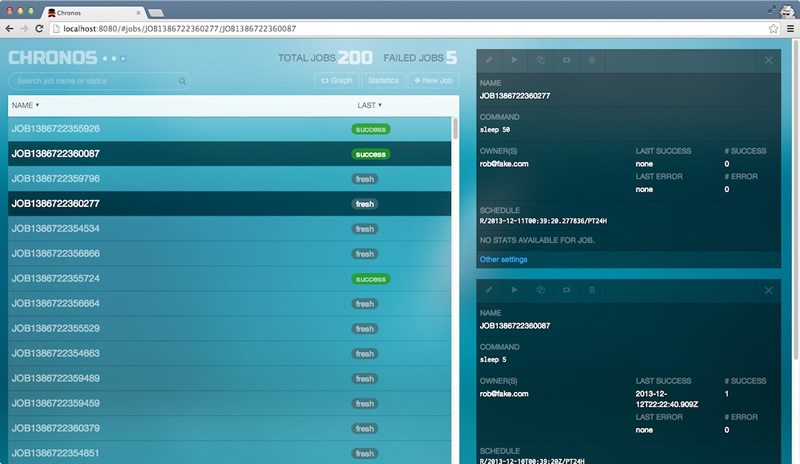 Chronos
localhost:8080/#jobs/JOB1386722360277/JOB1386722360087
CHRONOS
TOTAL JOBS 200 FAILED JOBS 5
Search job name or status
Graph Statistics New Job
NAME LAST
JOB1386722355926 success
JOB1386722360087 success
JOB1386722359796 fresh
JOB1386722360277 fresh
JOB1386722354534 fresh
JOB1386722356866 fresh
JOB1386722355724 success
JOB1386722356664 fresh
JOB1386722355529 fresh
JOB1386722354663 fresh
JOB1386722359489 fresh
JOB1386722359459 fresh
JOB1386722360379 fresh
JOB1386722354851 fresh
NAME
JOB1386722360277
COMMAND
sleep 50
OWNER(S) LAST SUCCESS # SUCCESS
rob@fake.com none 0
LAST ERROR # ERROR
none 0
SCHEDULE
R/2013-12-11T00:39:20.277836/PT24H
NO STATS AVAILABLE FOR JOB.
Other settings
NAME
JOB1386722360087
COMMAND
sleep 5
OWNER(S) LAST SUCCESS # SUCCESS
rob@fake.com 2013-12- 1
12T22:22:40.909Z
LAST ERROR # ERROR
none 0
SCHEDULE
R/2013-12-10T00:39:20Z/PT24H